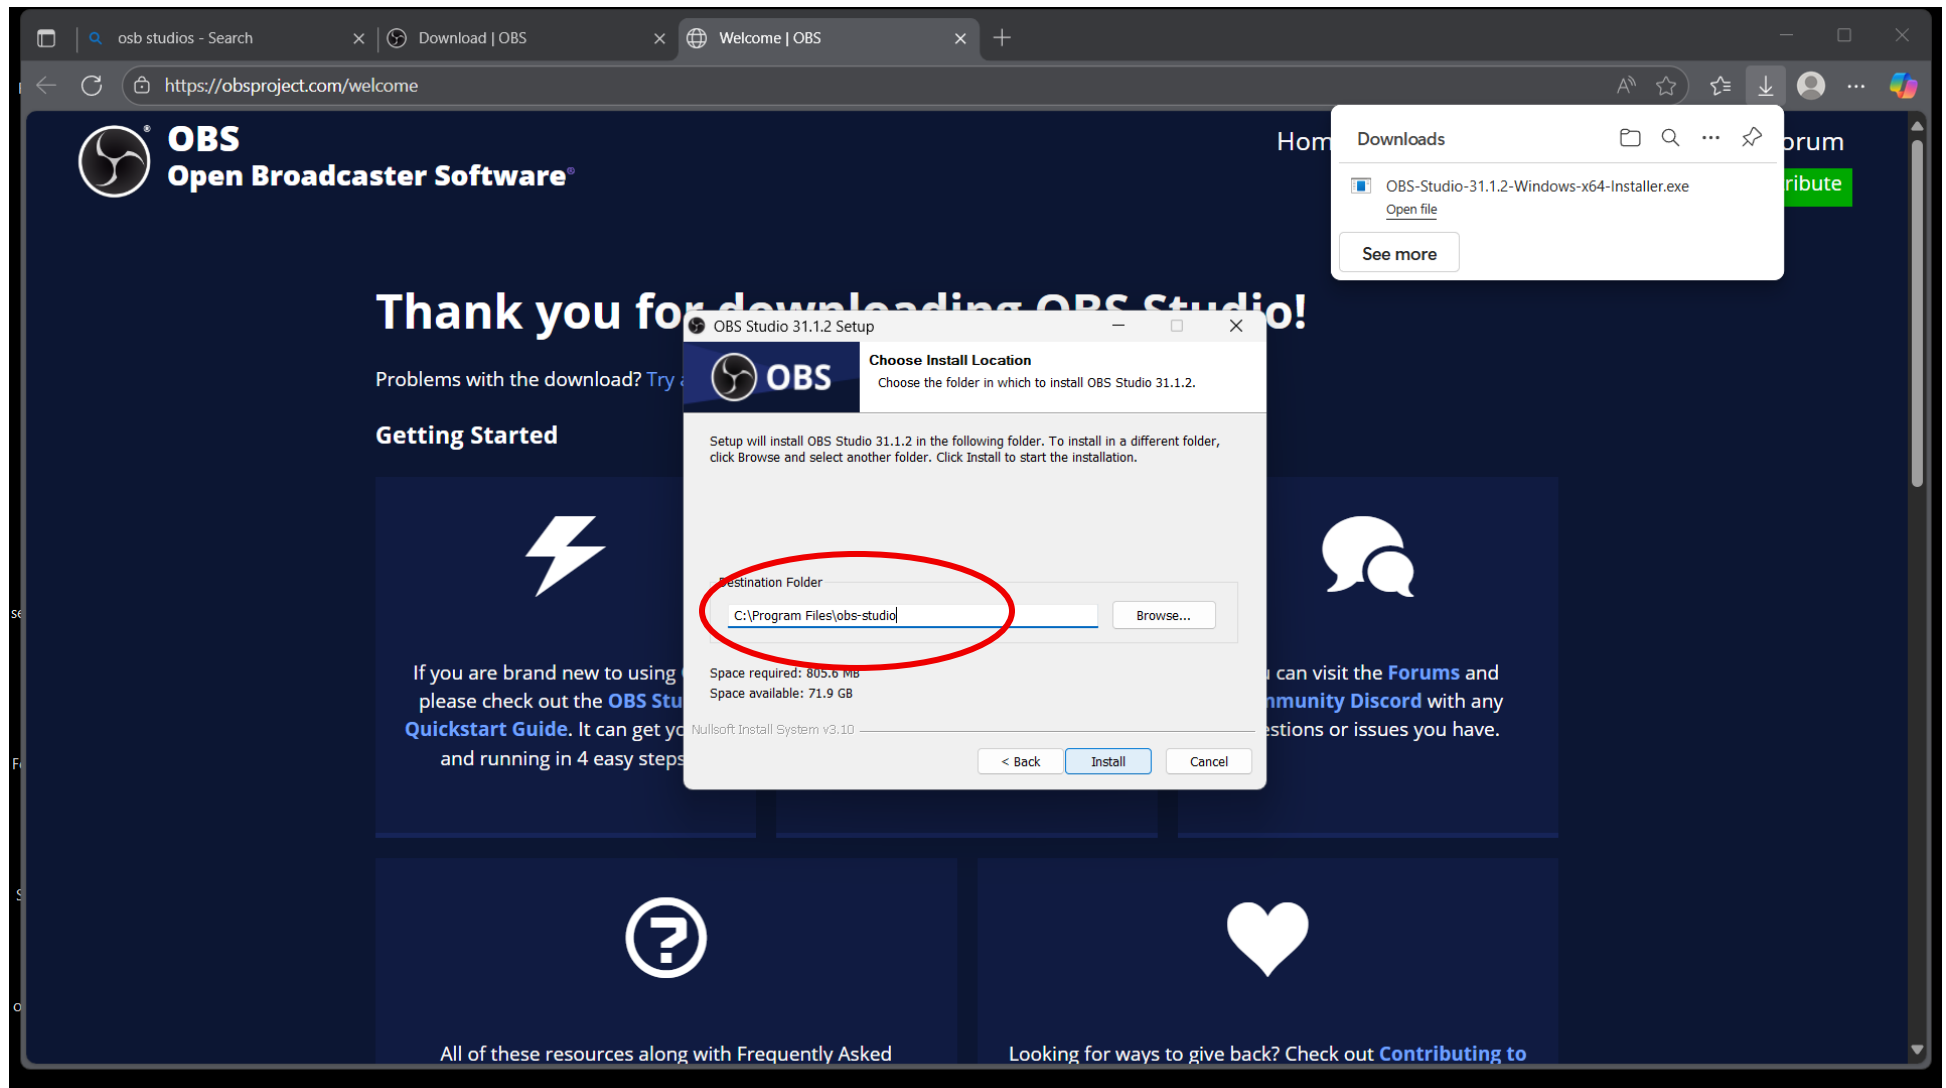 osb studios - Search
Download | OBS
Welcome | OBS
https://obsproject.com/welcome
OBS
Open Broadcaster Software
Hom
orum
ribute
Downloads
OBS-Studio-31.1.2-Windows-x64-Installer.exe
Open file
See more
Thank you for downloading OBS Studio!
Problems with the download? Try
Getting Started
OBS Studio 31.1.2 Setup
OBS
Choose Install Location
Choose the folder in which to install OBS Studio 31.1.2.
Setup will install OBS Studio 31.1.2 in the following folder. To install in a different folder,
click Browse and select another folder. Click Install to start the installation.
Destination Folder
C:\Program Files\obs-studio
Browse...
Space required: 805.6 MB
Space available: 71.9 GB
Nullsoft Install System v3.10
< Back
Install
Cancel
If you are brand new to using
please check out the OBS Stu
Quickstart Guide. It can get yo
and running in 4 easy steps
can visit the Forums and
mmunity Discord with any
estions or issues you have.
All of these resources along with Frequently Asked
Looking for ways to give back? Check out Contributing to